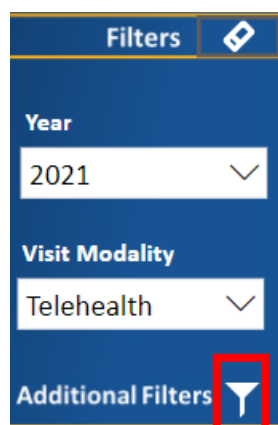 Filters
Year
2021
Visit Modality
Telehealth
Additional Filters